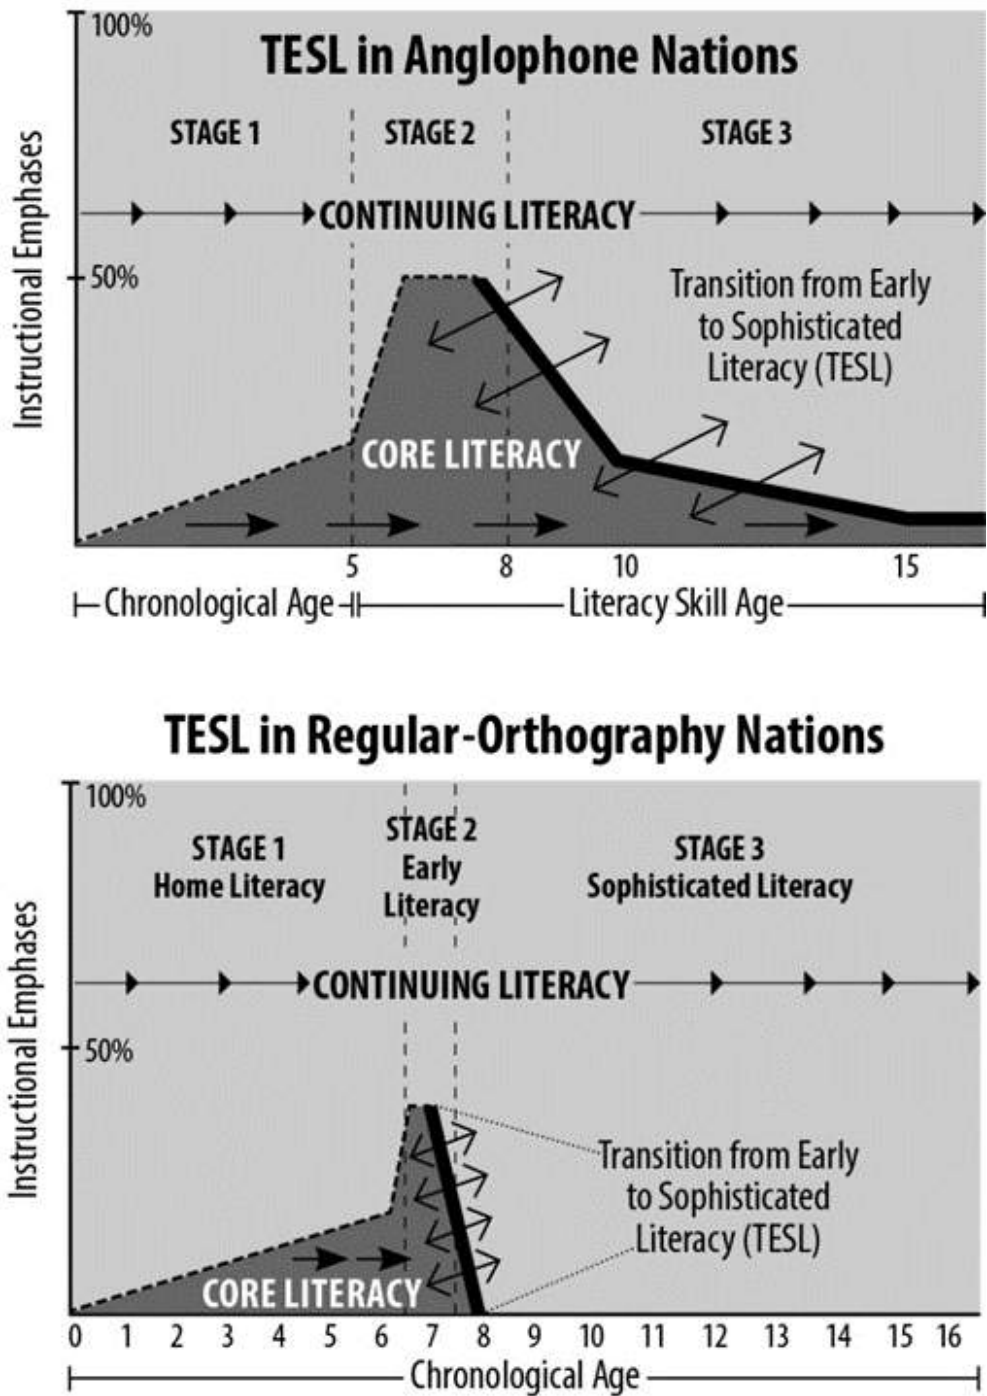 100%
TESL in Anglophone Nations
STAGE 1
STAGE 2
STAGE 3
CONTINUING LITERACY
50%
Transition from Early
to Sophisticated
Literacy (TESL)
Instructional Emphases
CORE LITERACY
5
8
10
15
Chronological Age
Literacy Skill Age
TESL in Regular-Orthography Nations
100%
STAGE 1
Home Literacy
STAGE 2
Early
Literacy
STAGE 3
Sophisticated Literacy
CONTINUING LITERACY
50%
Instructional Emphases
Transition from Early
to Sophisticated
Literacy (TESL)
CORE LITERACY
0 1 2 3 4 5 6 7 8 9 10 11 12 13 14 15 16
Chronological Age